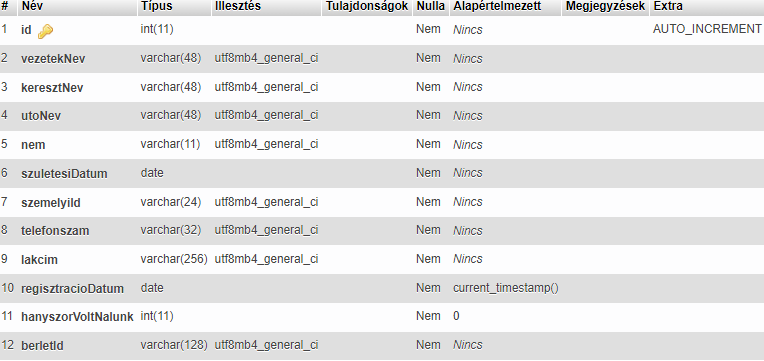 # Név Típus Illesztés Tulajdonságok Nulla Alapértelmezett Megjegyzések Extra
1 id int(11) Nem Nincs AUTO_INCREMENT
2 vezetekNev varchar(48) utf8mb4_general_ci Nem Nincs
3 keresztNev varchar(48) utf8mb4_general_ci Nem Nincs
4 utoNev varchar(48) utf8mb4_general_ci Nem Nincs
5 nem varchar(11) utf8mb4_general_ci Nem Nincs
6 szuletesiDatum date Nem Nincs
7 szemelyiId varchar(24) utf8mb4_general_ci Nem Nincs
8 telefonszam varchar(32) utf8mb4_general_ci Nem Nincs
9 lakcim varchar(256) utf8mb4_general_ci Nem Nincs
10 regisztracioDatum date Nem current_timestamp()
11 hanyszorVoltNalunk int(11) Nem 0
12 berletId varchar(128) utf8mb4_general_ci Nem Nincs